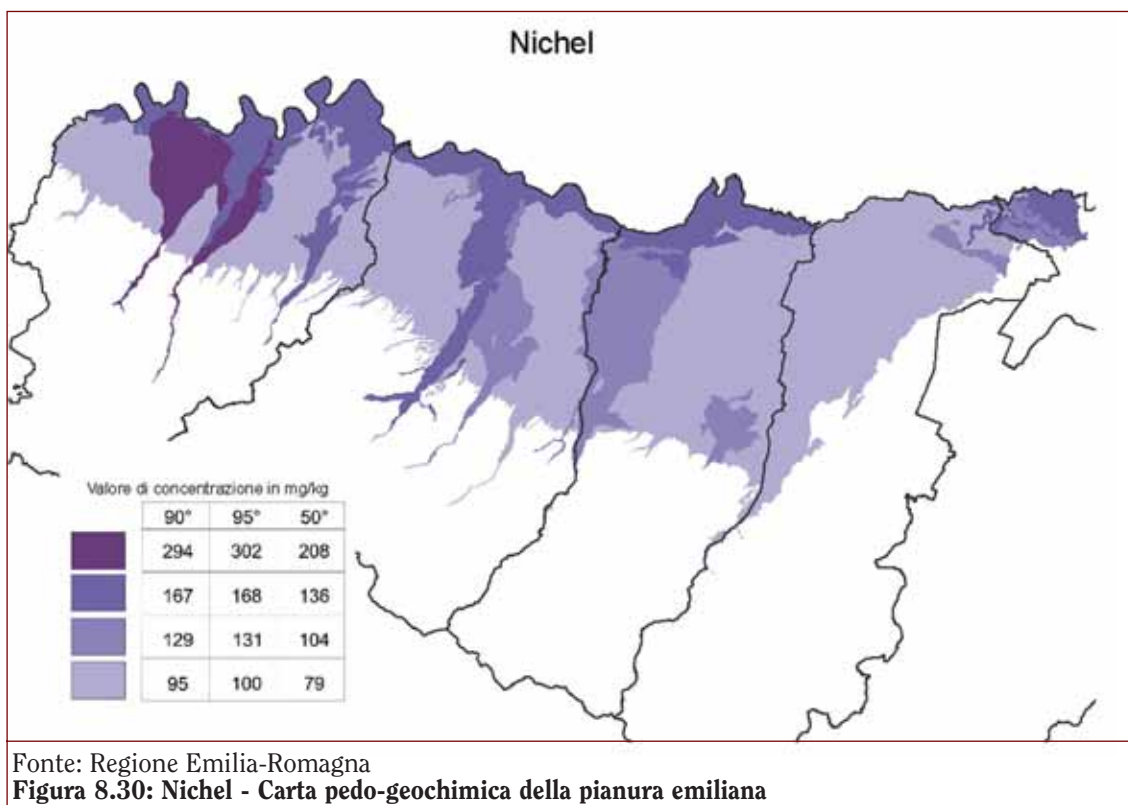 Nichel
Valore di concentrazione in mg/kg
90° 95° 50°
294 302 208
167 168 136
129 131 104
95 100 79
Fonte: Regione Emilia-Romagna
Figura 8.30: Nichel - Carta pedo-geochimica della pianura emiliana